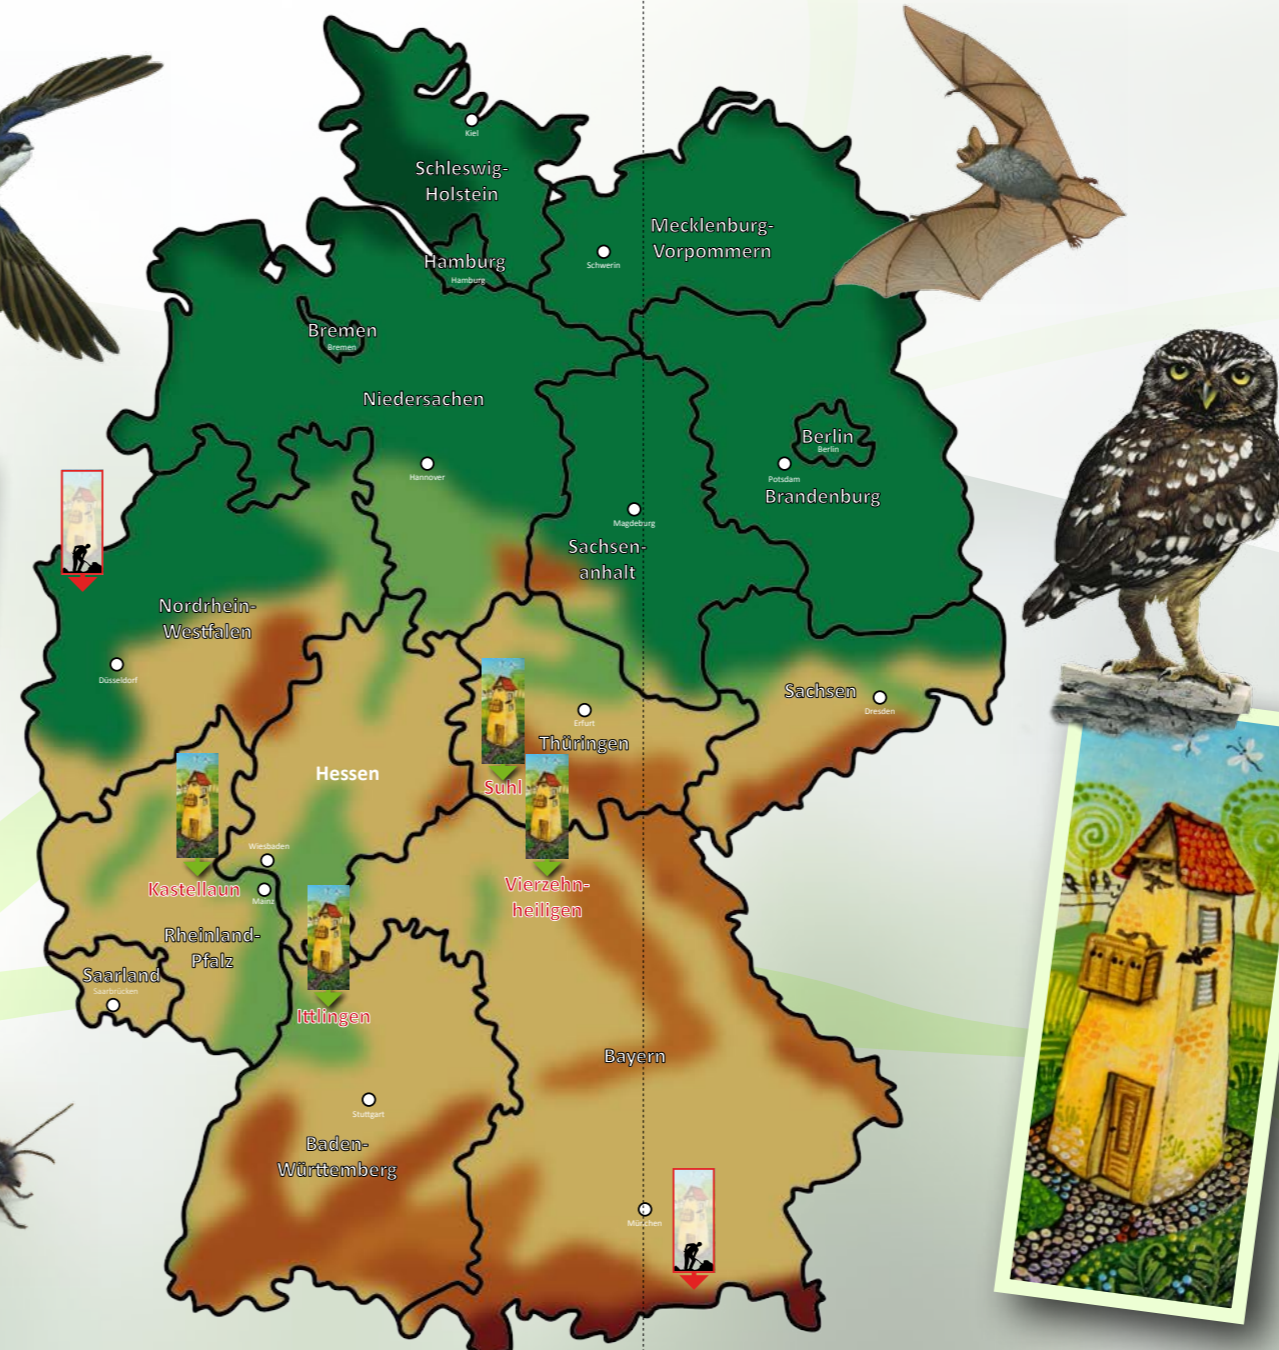 Kiel
Schleswig-
Holstein
Mecklenburg-
Vorpommern
Schwerin
Hamburg
Hamburg
Bremen
Bremen
Niedersachen
Berlin
Berlin
Hannover
Potsdam
Brandenburg
Magdeburg
Sachsen-
anhalt
Nordrhein-
Westfalen
Düsseldorf
Sachsen
Dresden
Erfurt
Thüringen
Hessen
Suhl
Wiesbaden
Kastellaun
Mainz
Vierzehn-
heiligen
Rheinland-
Pfalz
Saarland
Saarbrücken
Ittlingen
Bayern
Stuttgart
Baden-
Württemberg
München